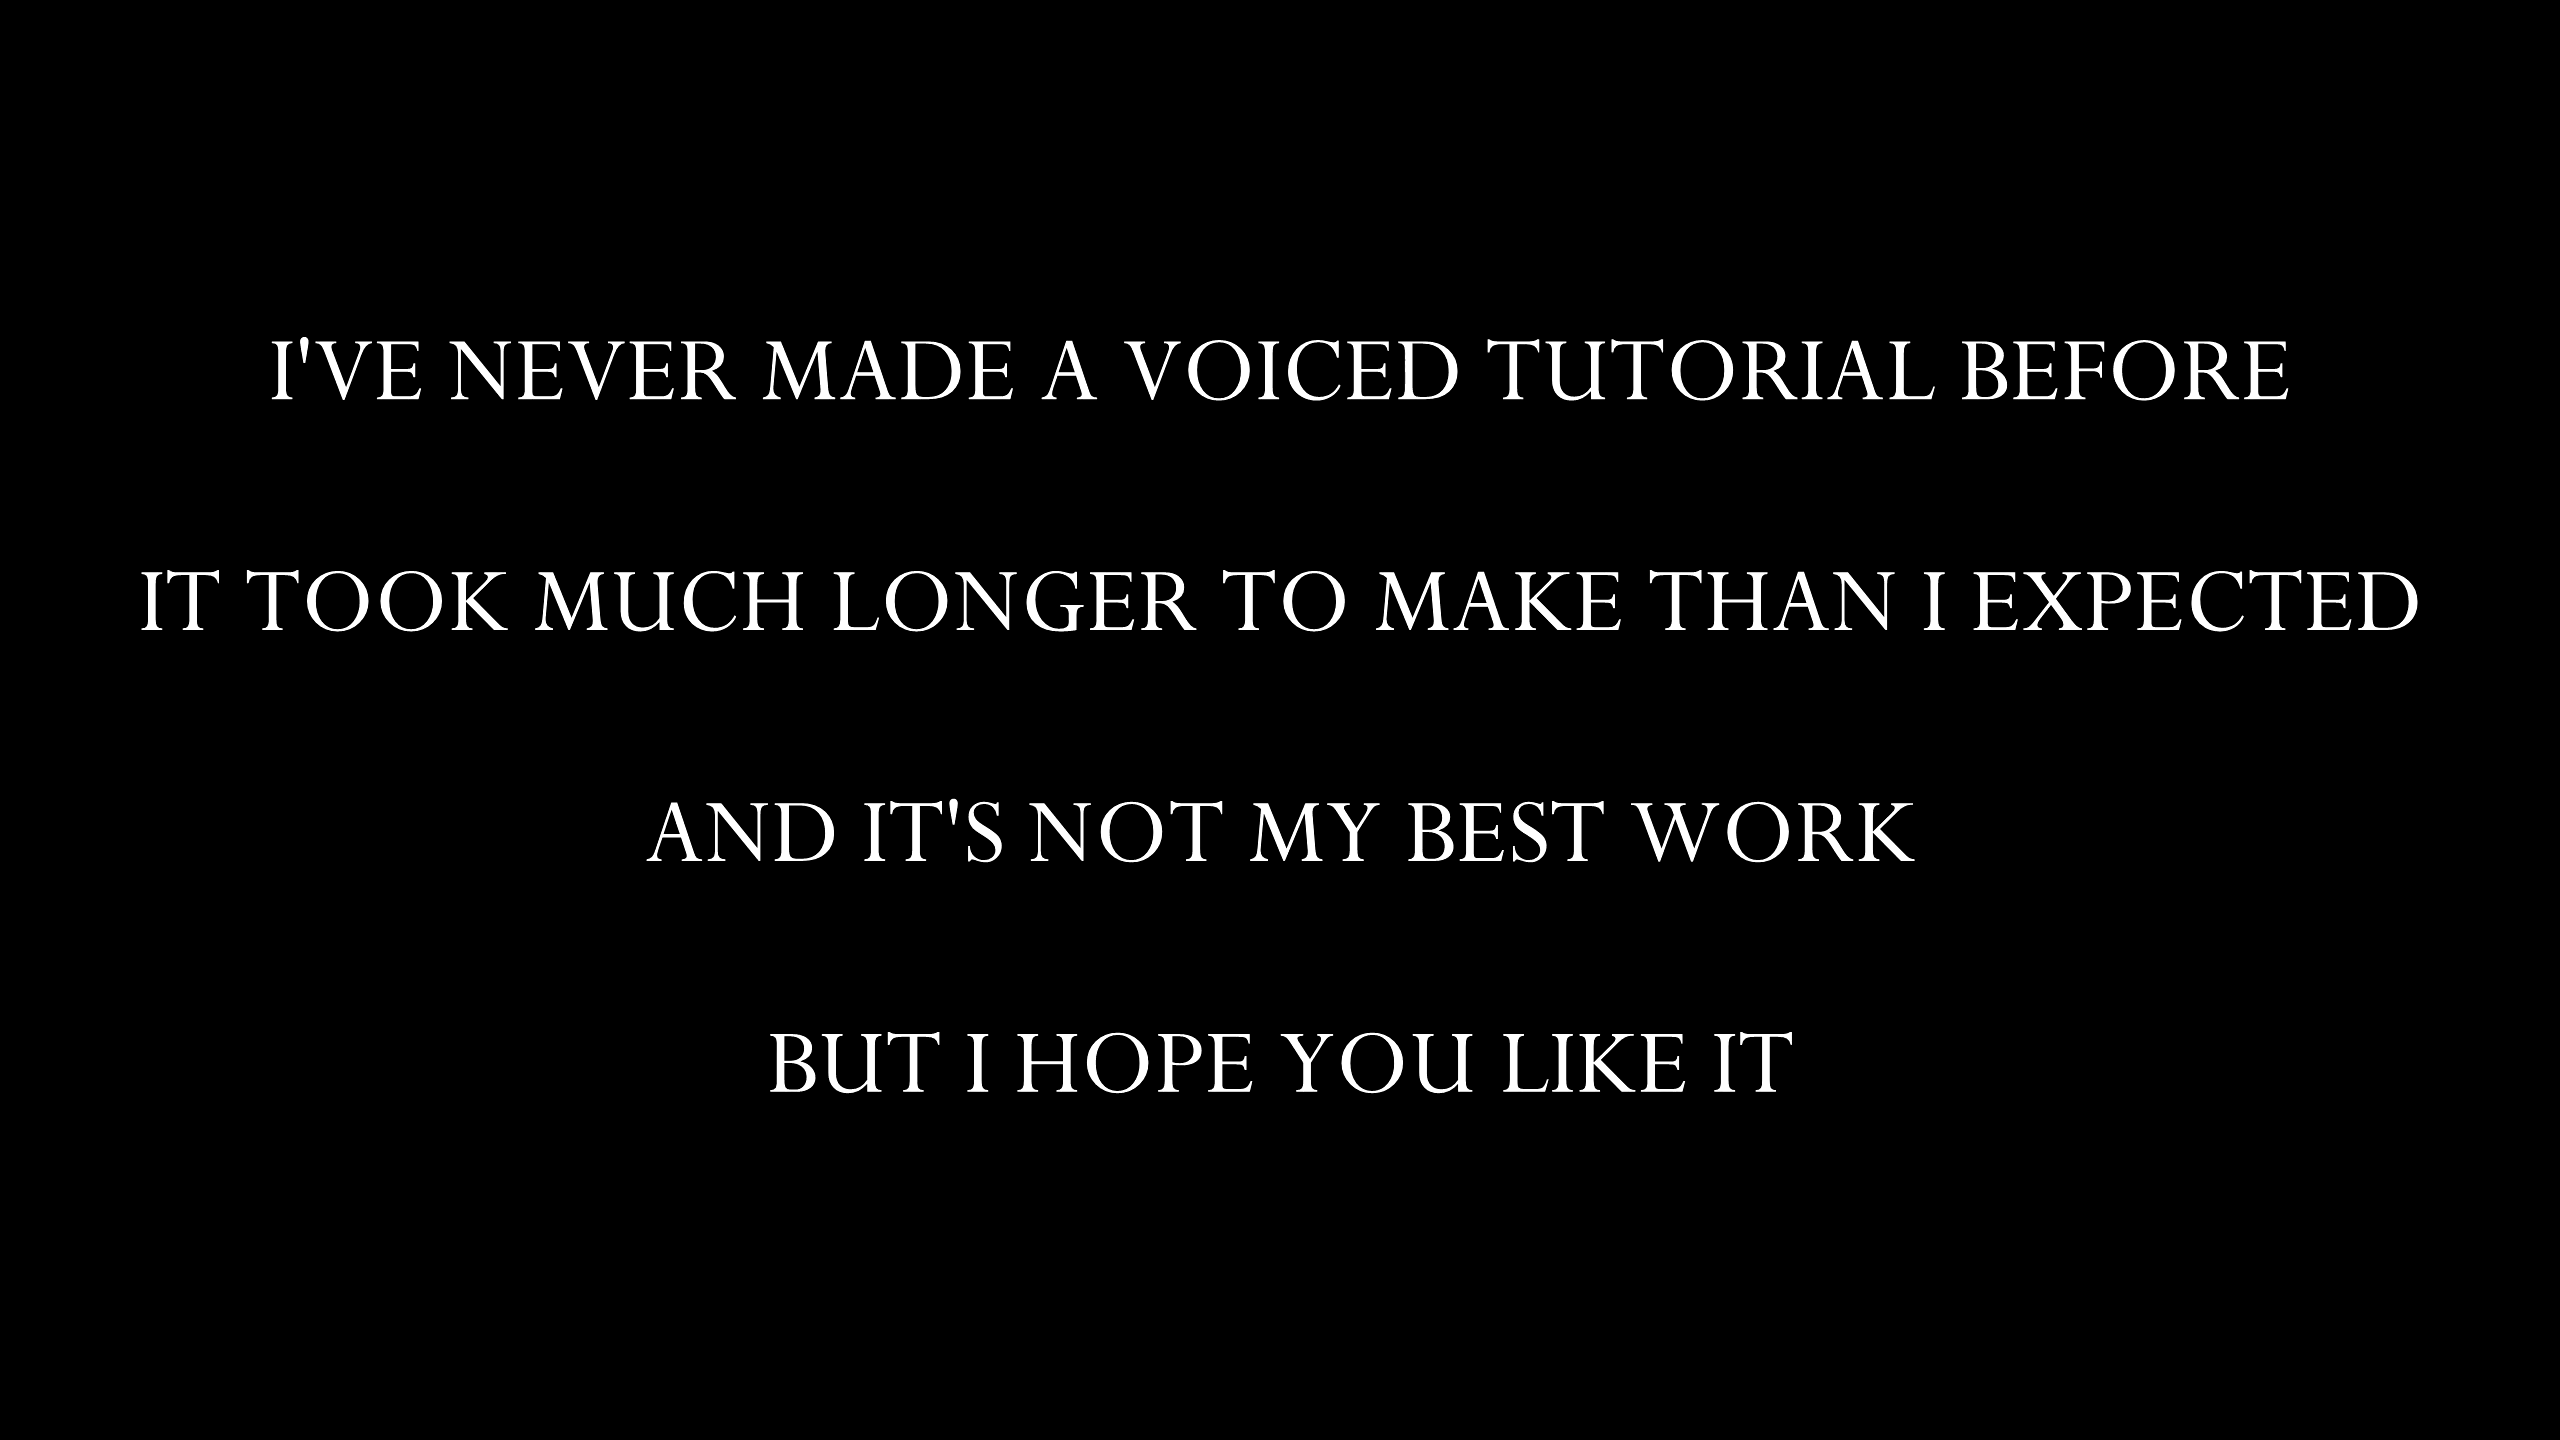 I'VE NEVER MADE A VOICED TUTORIAL BEFORE
IT TOOK MUCH LONGER TO MAKE THAN I EXPECTED
AND IT'S NOT MY BEST WORK
BUT I HOPE YOU LIKE IT